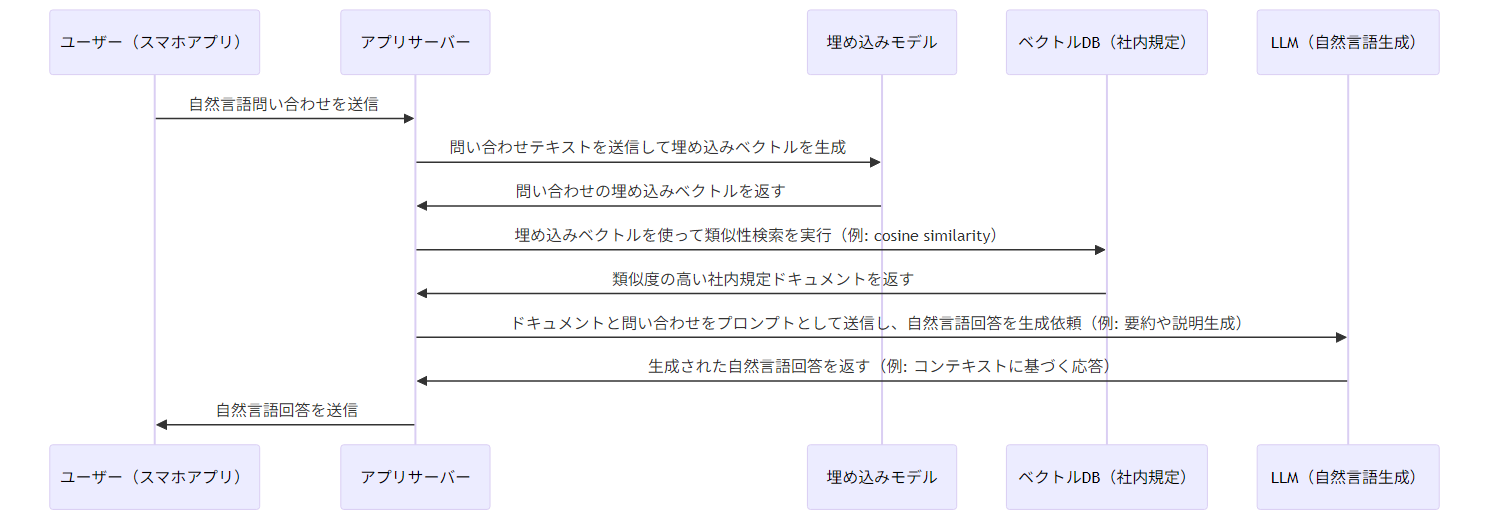 ユーザー（スマホアプリ）
アプリサーバー
埋め込みモデル
ベクトルDB（社内規定）
LLM（自然言語生成）
自然言語問い合わせを送信
問い合わせテキストを送信して埋め込みベクトルを生成
問い合わせの埋め込みベクトルを返す
埋め込みベクトルを使って類似性検索を実行（例: cosine similarity）
類似度の高い社内規定ドキュメントを返す
ドキュメントと問い合わせをプロンプトとして送信し、自然言語回答を生成依頼（例: 要約や説明生成）
生成された自然言語回答を返す（例: コンテキストに基づく応答）
自然言語回答を送信
ユーザー（スマホアプリ）
アプリサーバー
埋め込みモデル
ベクトルDB（社内規定）
LLM（自然言語生成）